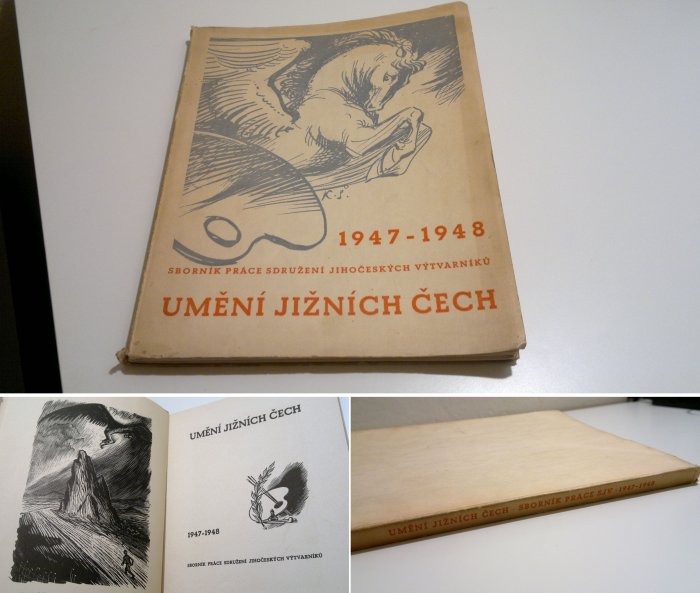 K.Š.
1947-1948
SBORNÍK PRÁCE SDRUŽENÍ JIHOČESKÝCH VÝTVARNÍKŮ
UMĚNÍ JIŽNÍCH ČECH
UMĚNÍ JIŽNÍCH ČECH
1947-1948
SBORNÍK PRÁCE SDRUŽENÍ JIHOČESKÝCH VÝTVARNÍKŮ
UMĚNÍ JIŽNÍCH ČECH · SBORNÍK PRÁCE SJV · 1947-1948